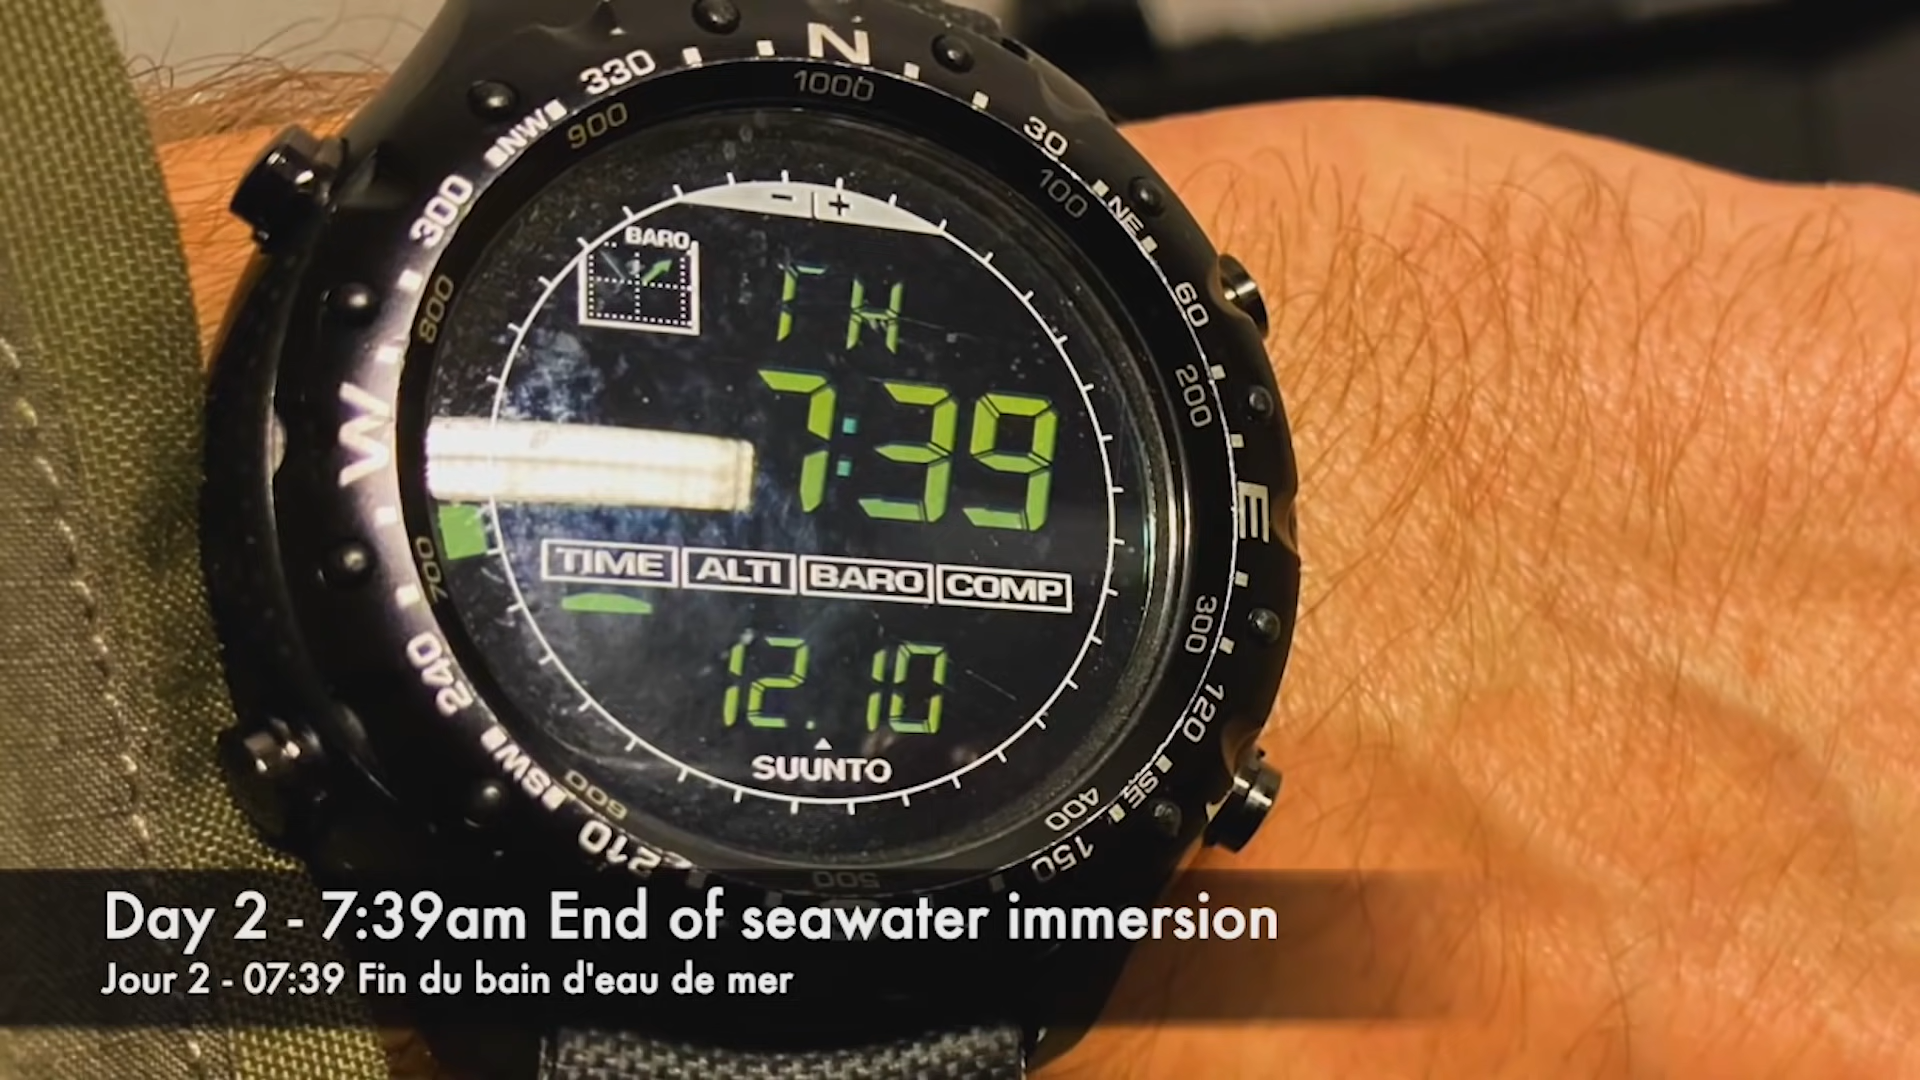 N
330
30
1000
900
100
NW
NE
300
60
BARO
- +
TH
800
200
7:39
W
E
TIME ALTI BARO COMP
700
300
12.10
240
120
SUUNTO
SW
SE
600
400
210
150
500
Day 2 - 7:39am End of seawater immersion
Jour 2 - 07:39 Fin du bain d'eau de mer